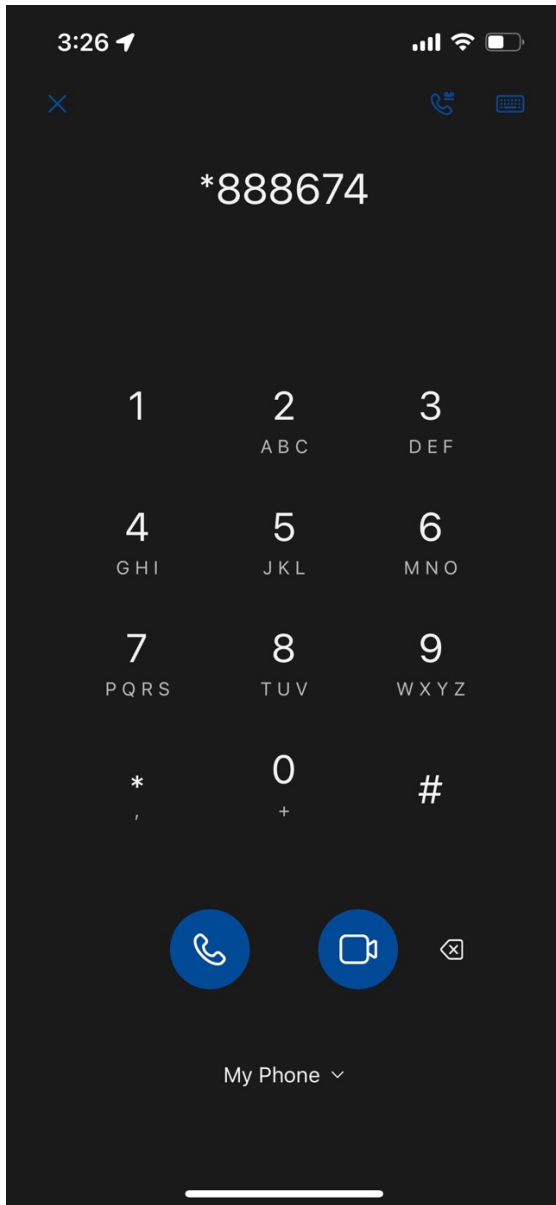 3:26
*888674
1 2 3
ABC DEF
4 5 6
GHI JKL MNO
7 8 9
PQRS TUV WXYZ
* 0 #
, +
My Phone